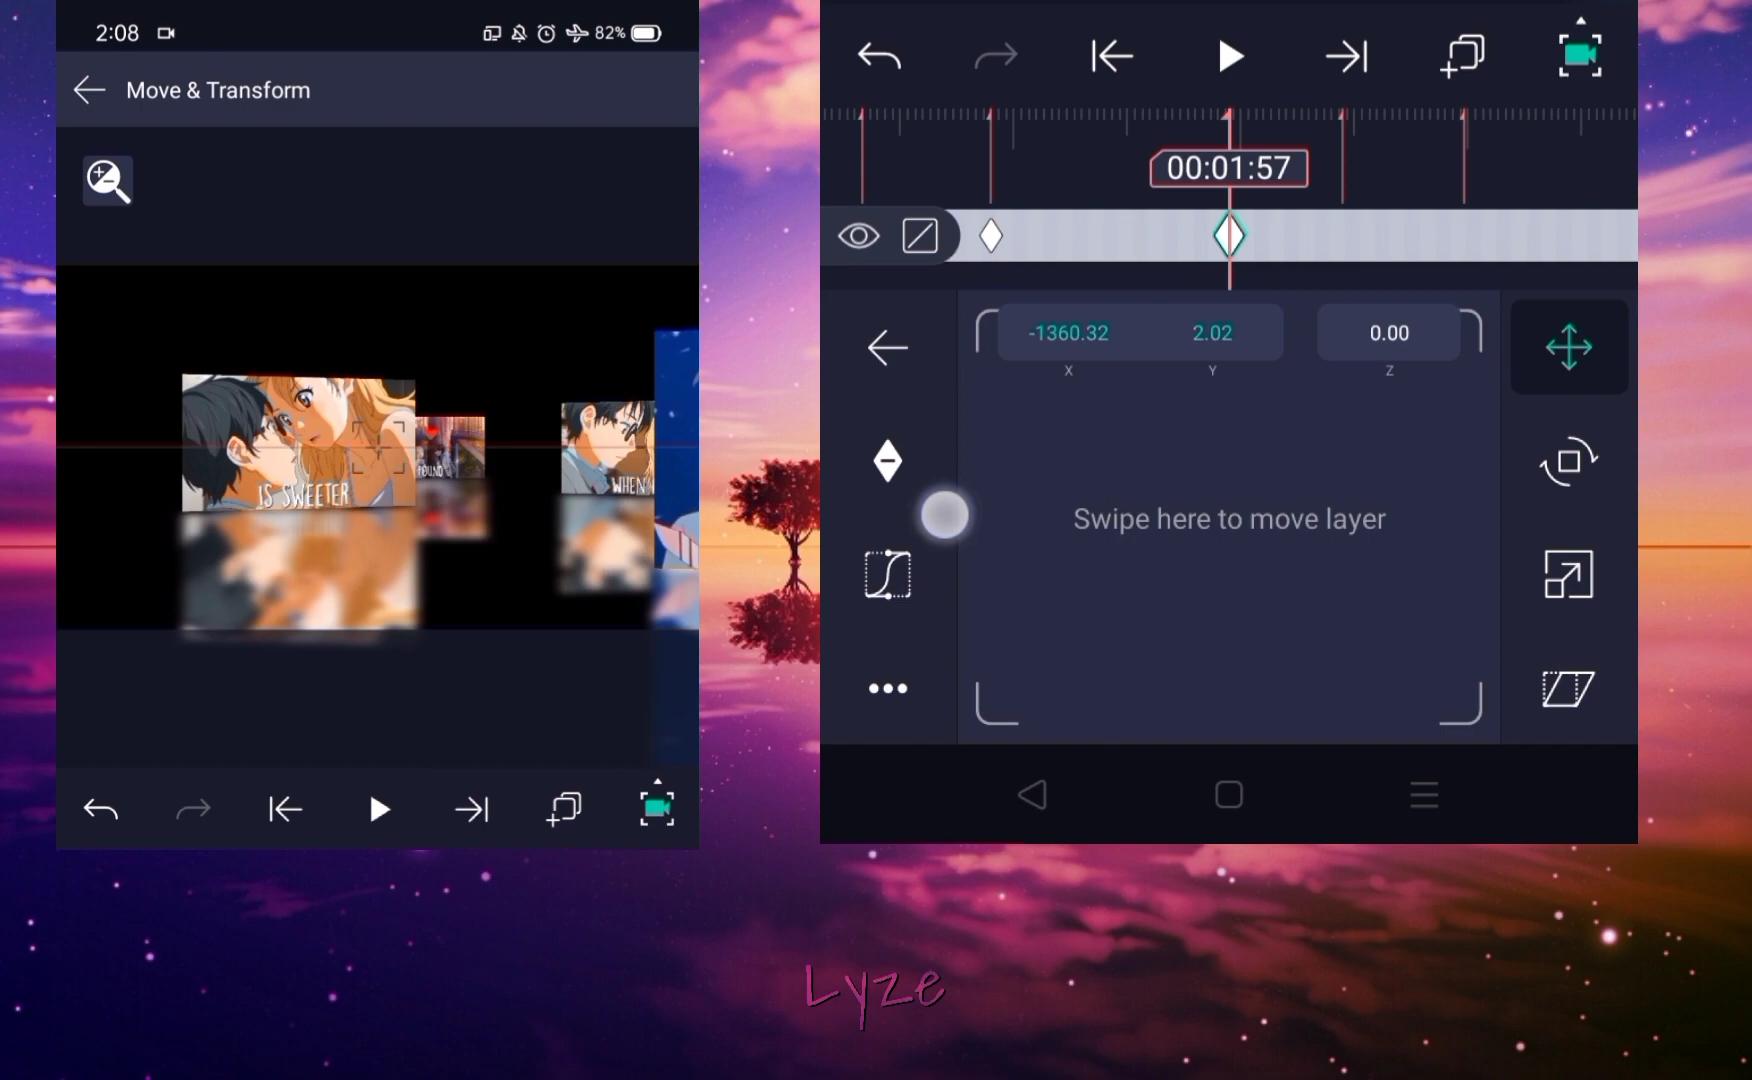 2:08
82%
Move & Transform
IS SWEETER
FOUND
WHEN
00:01:57
-1360.32
2.02
0.00
X
Y
Z
Swipe here to move layer
Lyze